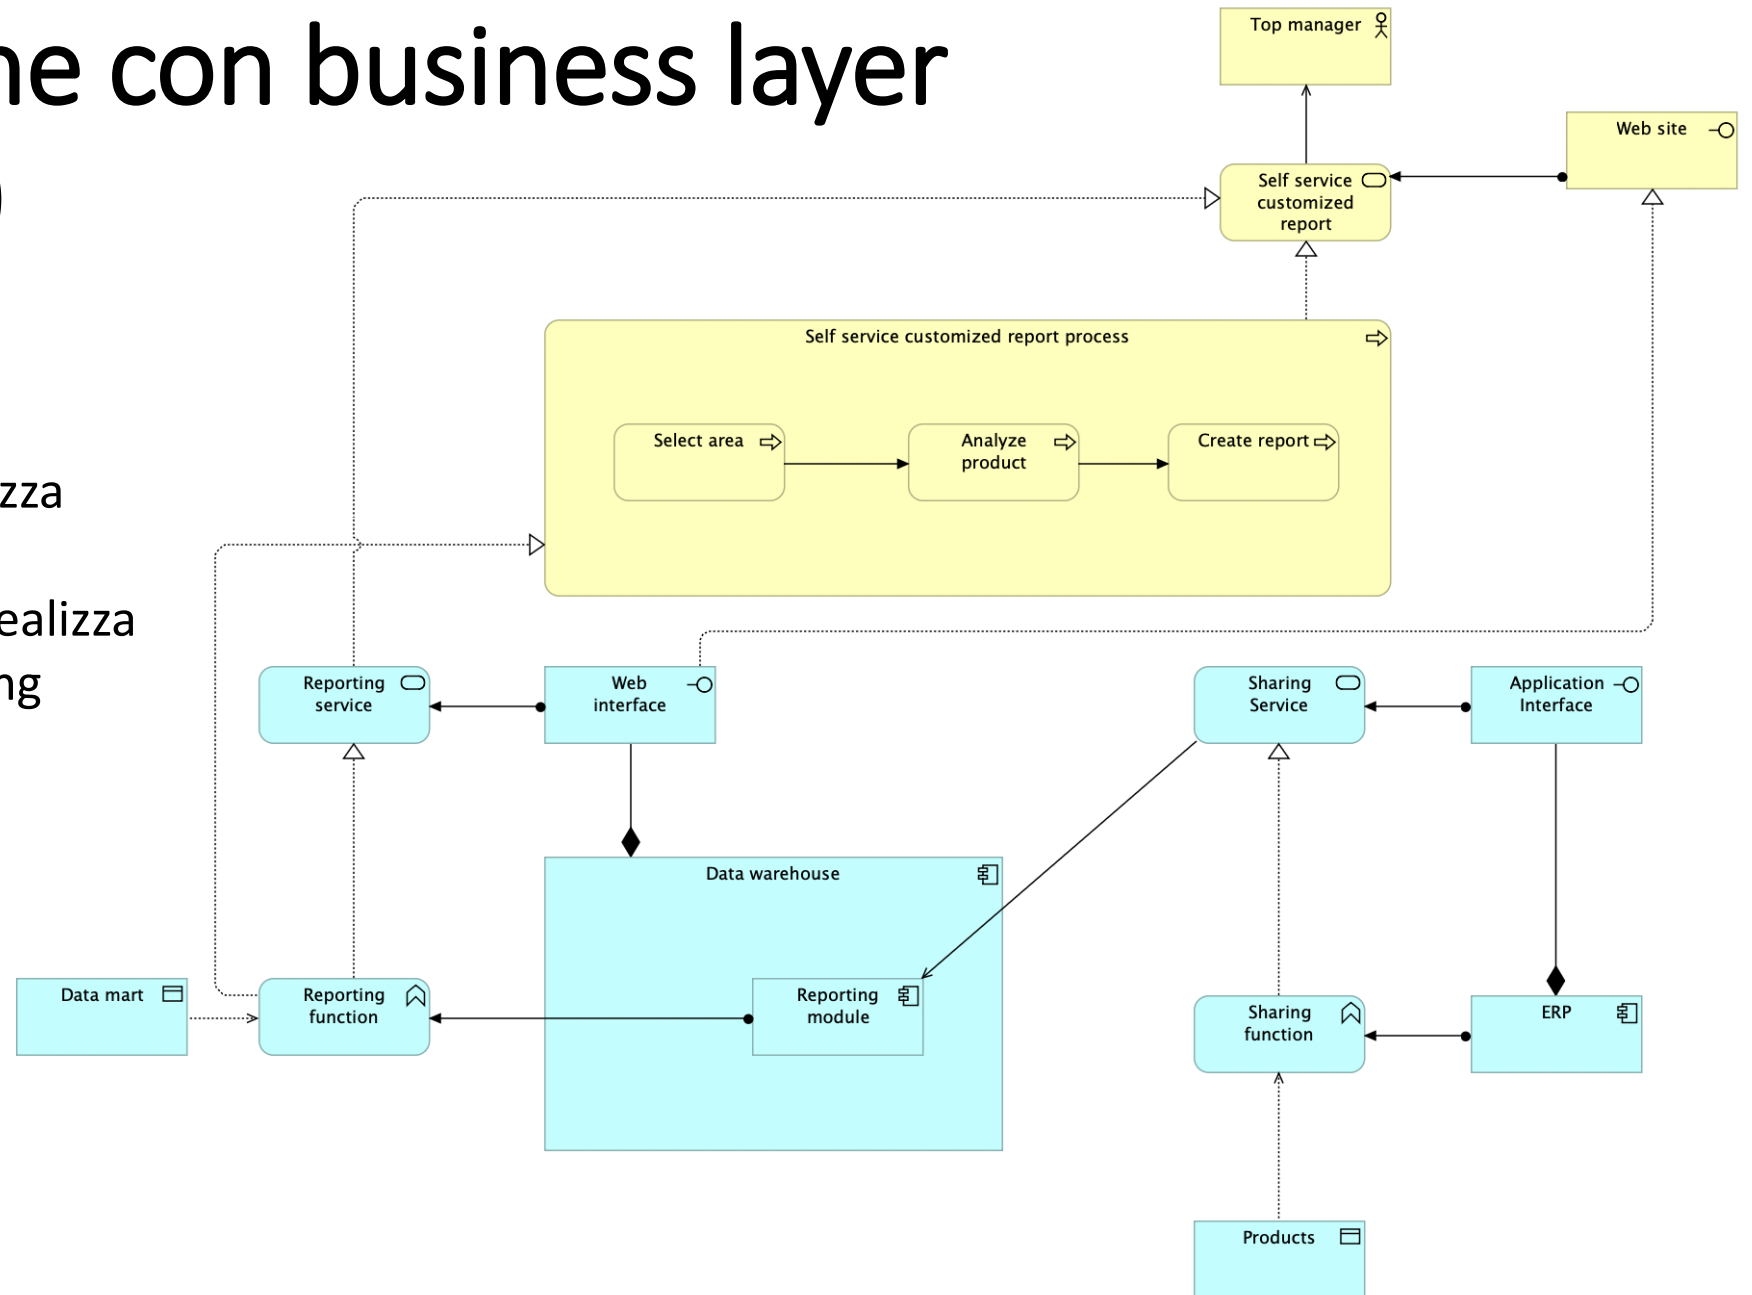 ne con business layer
)
zza
ealizza
ng
Top manager
Web site
Self service
customized
report
Self service customized report process
Select area
Analyze
product
Create report
Reporting
service
Web
interface
Sharing
Service
Application
Interface
Data warehouse
Data mart
Reporting
function
Reporting
module
Sharing
function
ERP
Products